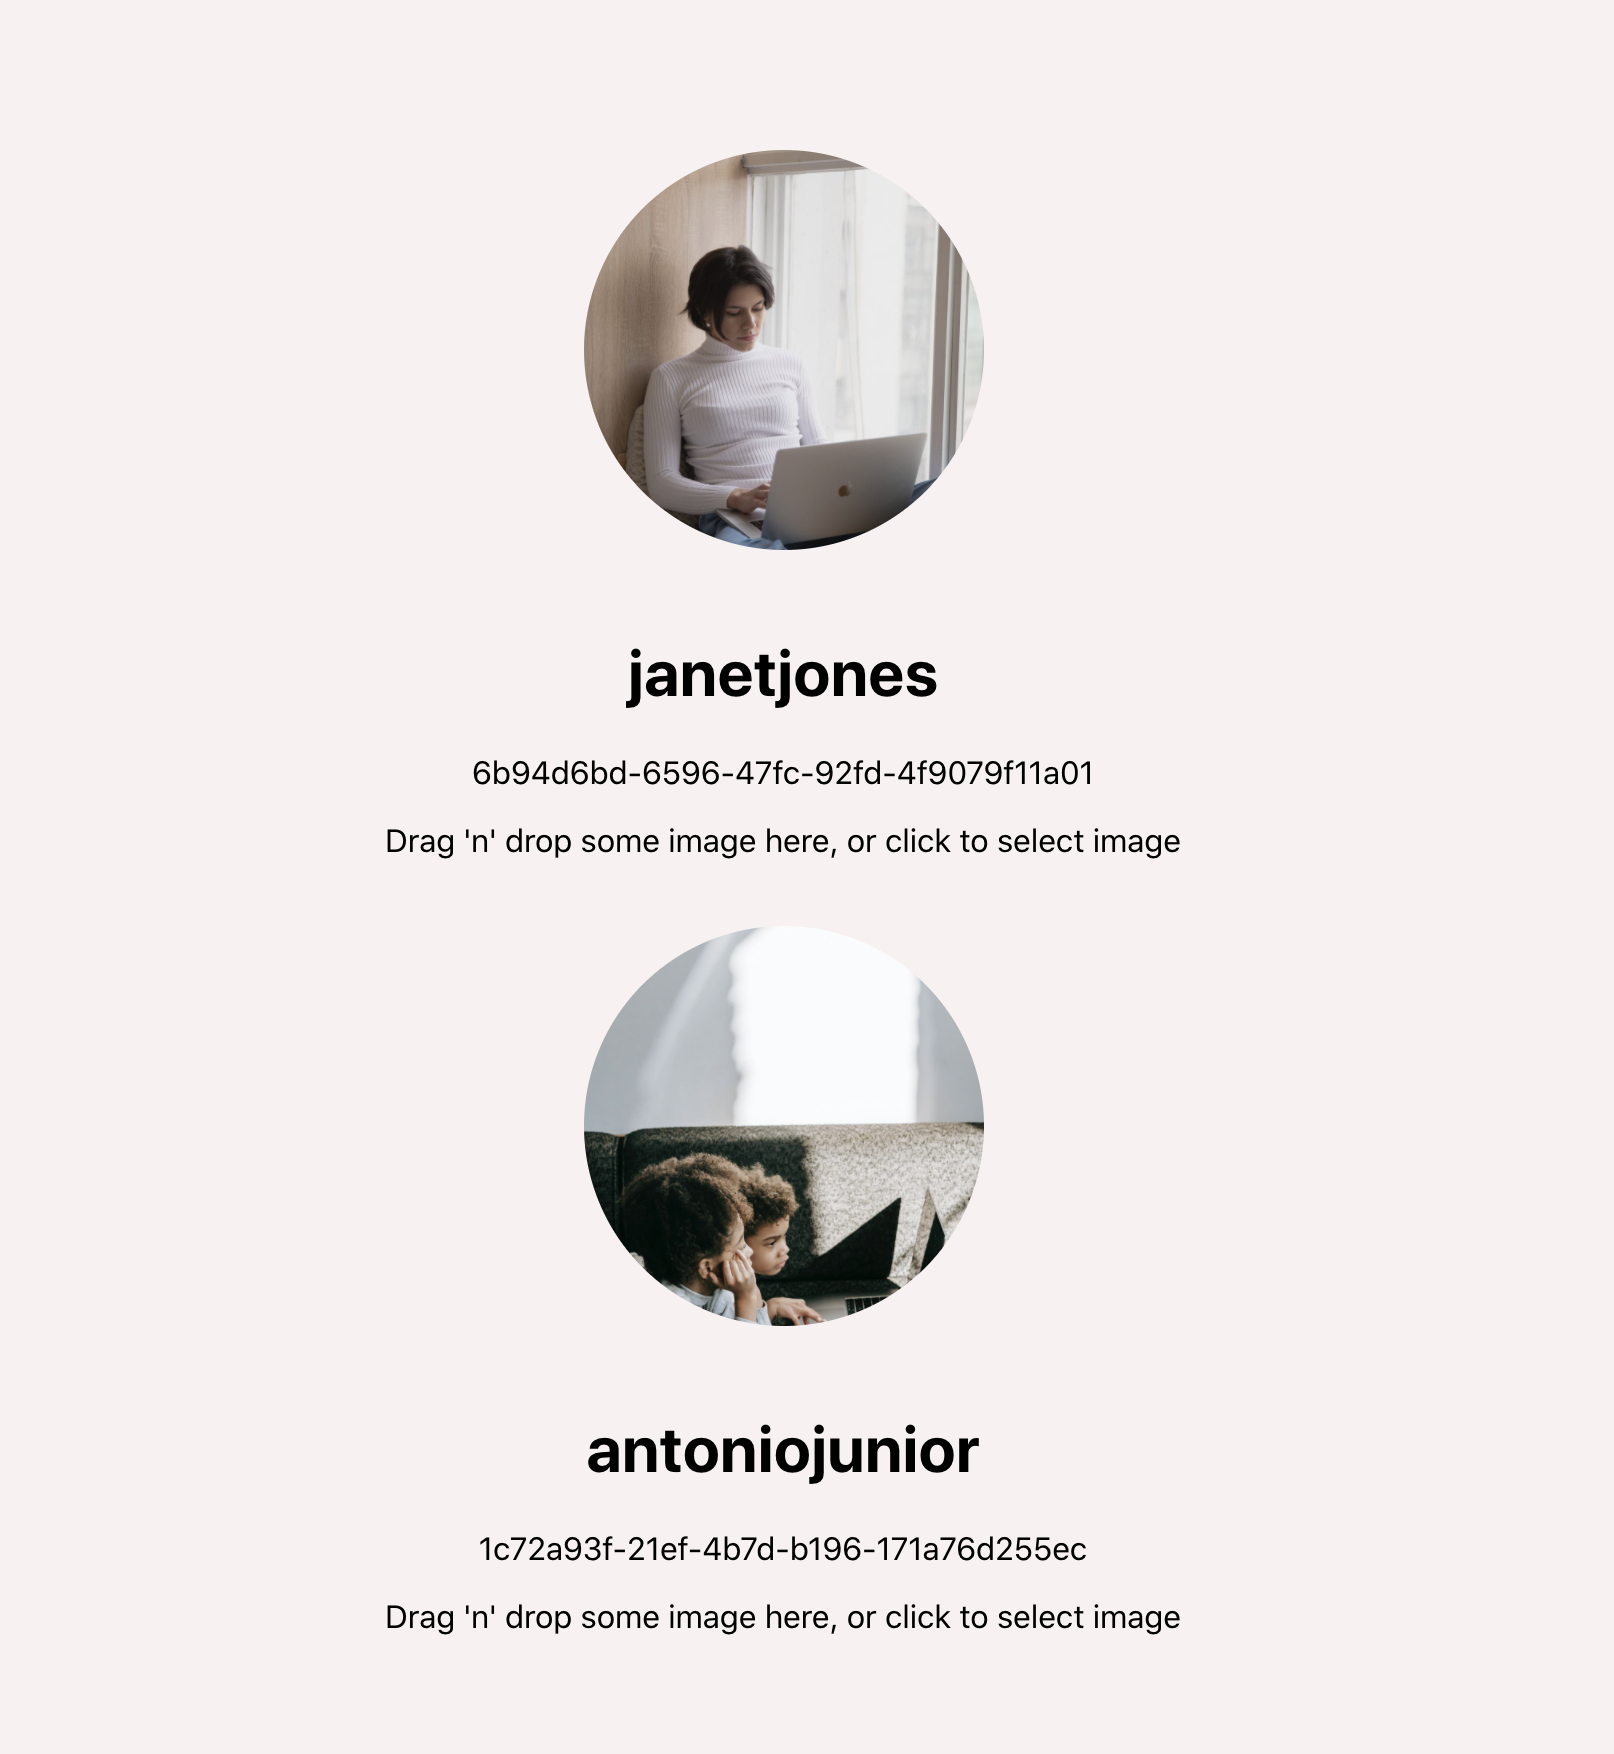 janetjones
6b94d6bd-6596-47fc-92fd-4f9079f11a01
Drag 'n' drop some image here, or click to select image
antoniojunior
1c72a93f-21ef-4b7d-b196-171a76d255ec
Drag 'n' drop some image here, or click to select image